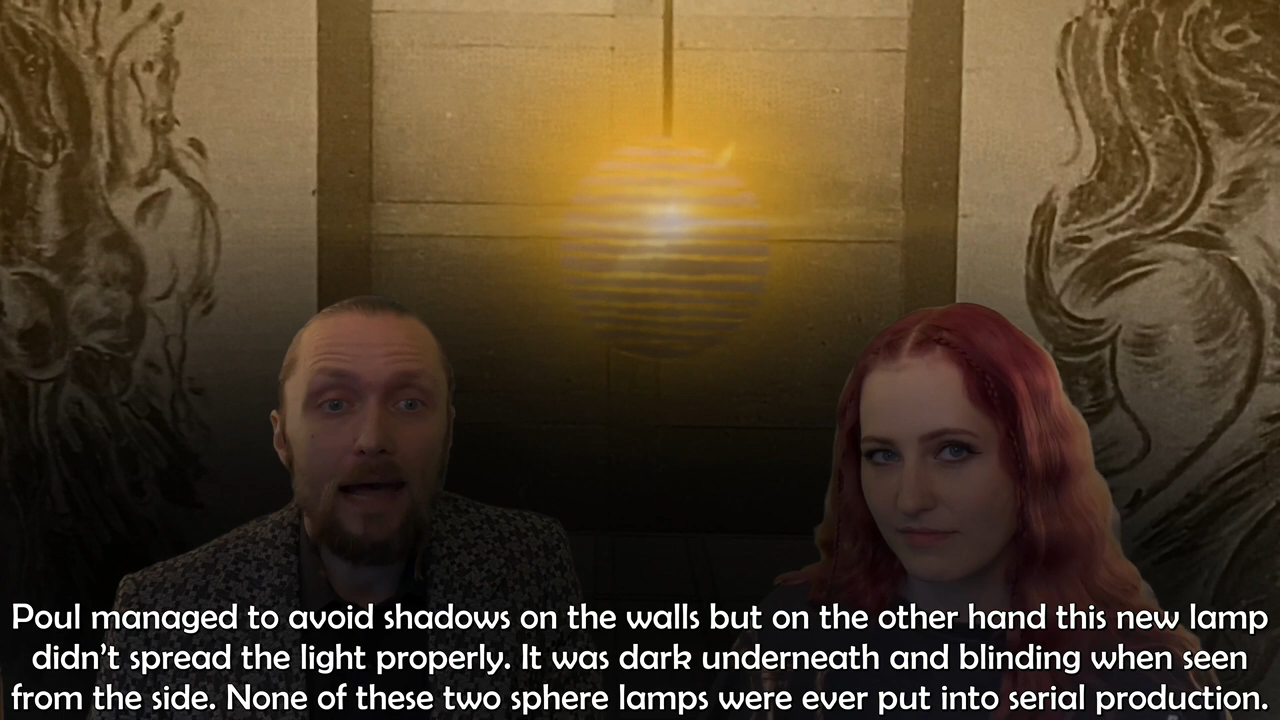 Poul managed to avoid shadows on the walls but on the other hand this new lamp
didn't spread the light properly. It was dark underneath and blinding when seen
from the side. None of these two sphere lamps were ever put into serial production.